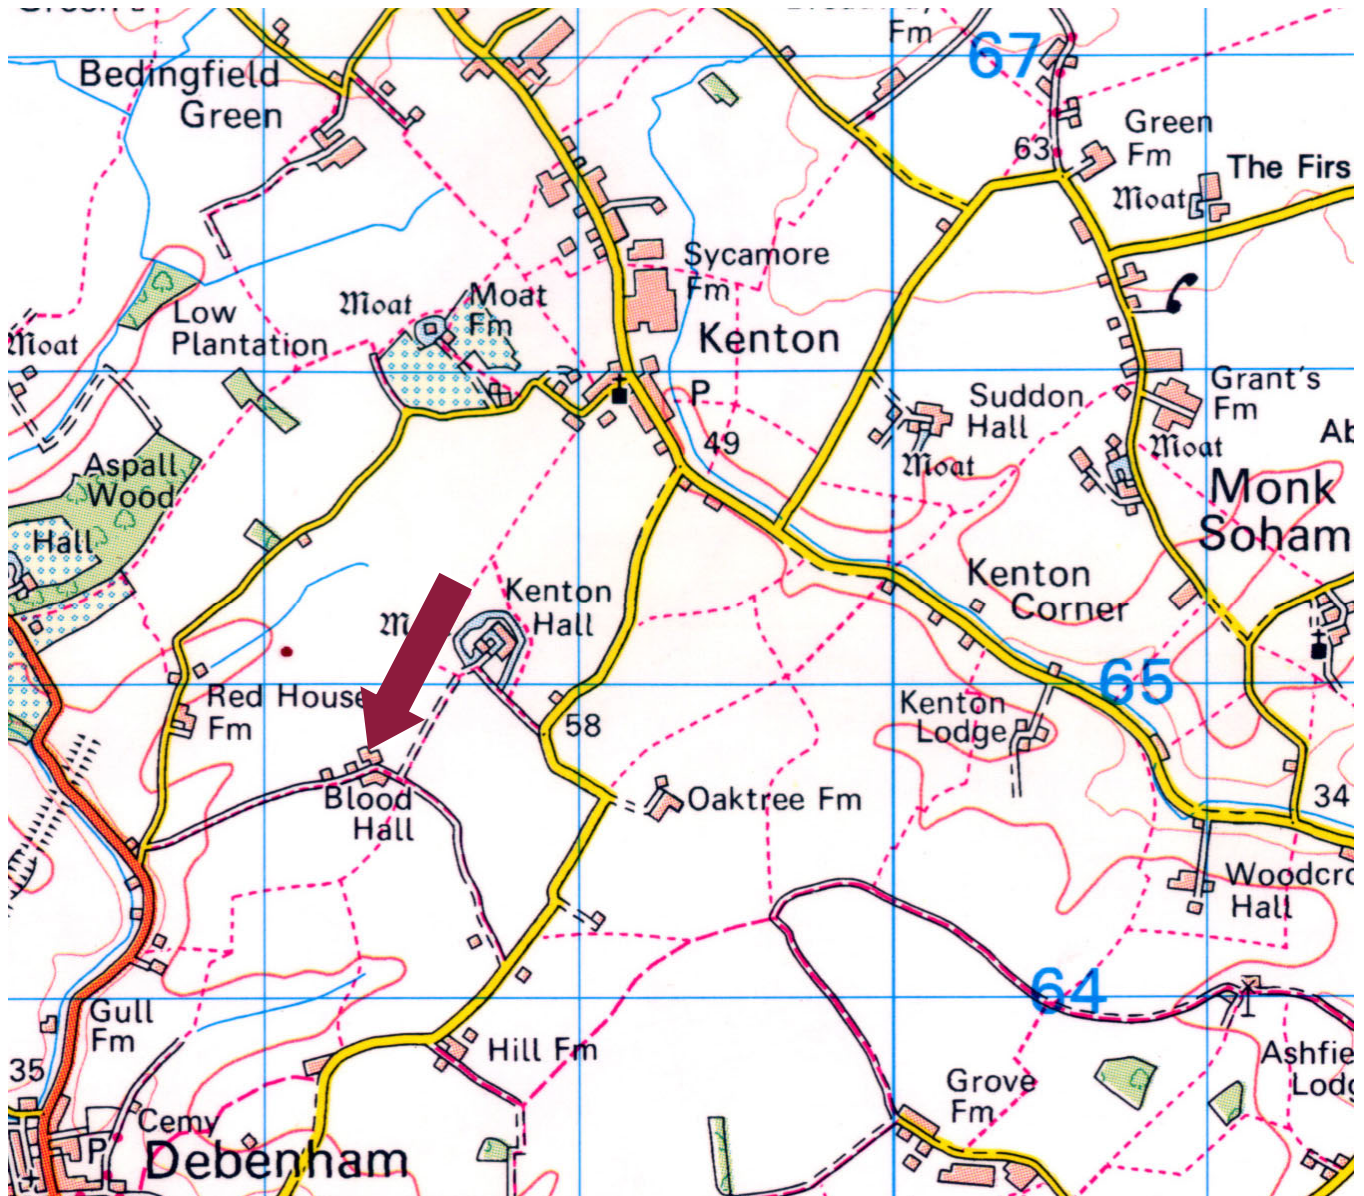 67
Fm
Bedingfield
Green
Green
Fm
63
The Firs
Moat
Sycamore
Fm
Moat
Moat
Fm
Low
Plantation
Kenton
Moat
P
Grant's
Fm
Suddon
Hall
49
Moat
Moat
Aspall
Wood
Monk
Soham
Hall
Kenton
Corner
Kenton
Hall
M
65
Red House
Fm
Kenton
Lodge
58
Blood
Hall
Oaktree Fm
34
Hall
64
Gull
Fm
Hill Fm
35
Grove
Fm
Cemy
P
Debenham